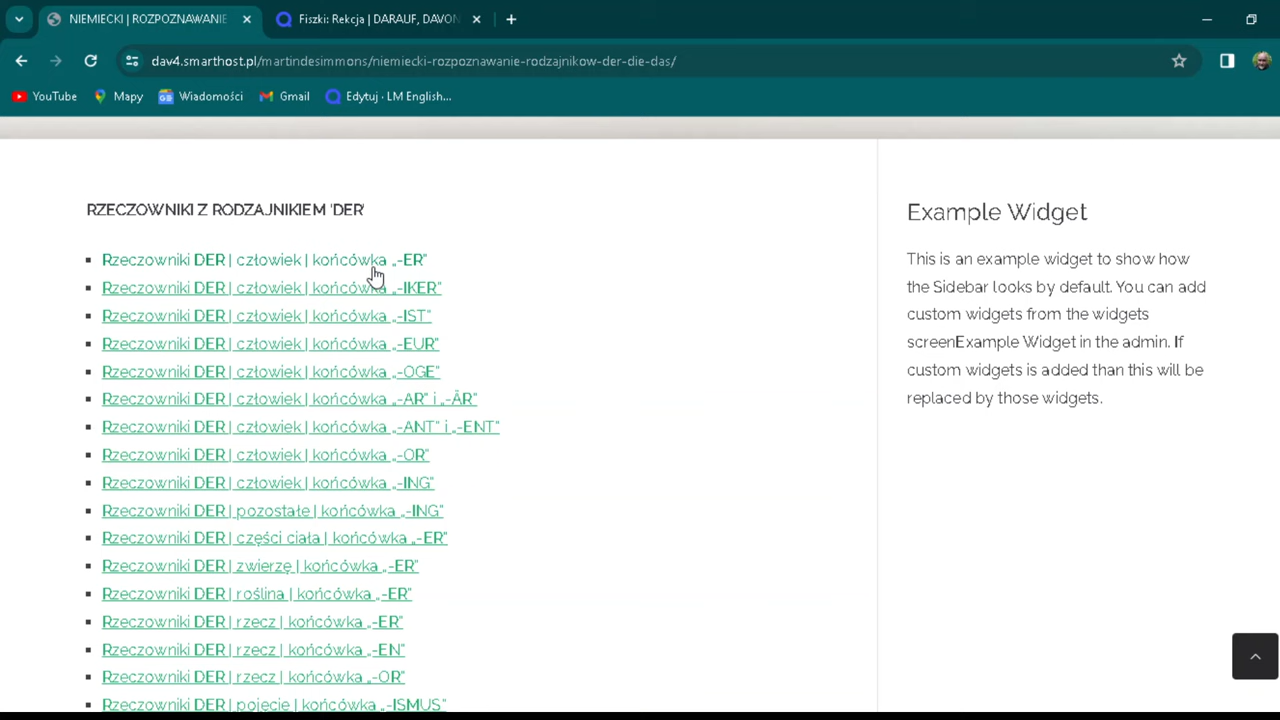 NIEMIECKI | ROZPOZNAWANIE
Fiszki: Rekcja | DARAUF, DAVON
dav4.smarthost.pl/martindesimmons/niemiecki-rozpoznawanie-rodzajnikow-der-die-das/
YouTube
Mapy
Wiadomości
Gmail
Edytuj · LM English...
RZECZOWNIKI Z RODZAJNIKIEM 'DER'
Rzeczowniki DER | człowiek | końcówka „-ER”
Rzeczowniki DER | człowiek | końcówka „-IKER”
Rzeczowniki DER | człowiek | końcówka „-IST”
Rzeczowniki DER | człowiek | końcówka „-EUR”
Rzeczowniki DER | człowiek | końcówka „-OGE”
Rzeczowniki DER | człowiek | końcówka „-AR” i „-ÄR”
Rzeczowniki DER | człowiek | końcówka „-ANT” i „-ENT”
Rzeczowniki DER | człowiek | końcówka „-OR”
Rzeczowniki DER | człowiek | końcówka „-ING”
Rzeczowniki DER | pozostałe | końcówka „-ING”
Rzeczowniki DER | części ciała | końcówka „-ER”
Rzeczowniki DER | zwierzę | końcówka „-ER”
Rzeczowniki DER | roślina | końcówka „-ER”
Rzeczowniki DER | rzecz | końcówka „-ER”
Rzeczowniki DER | rzecz | końcówka „-EN”
Rzeczowniki DER | rzecz | końcówka „-OR”
Rzeczowniki DER | pojęcie | końcówka „-ISMUS”
Example Widget
This is an example widget to show how
the Sidebar looks by default. You can add
custom widgets from the widgets
screenExample Widget in the admin. If
custom widgets is added than this will be
replaced by those widgets.